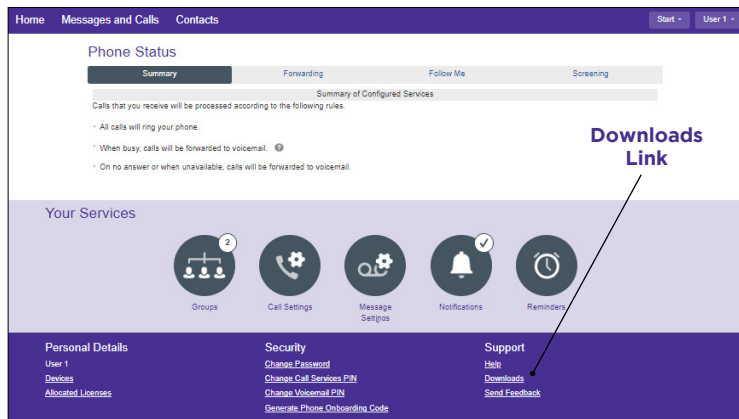 Home Messages and Calls Contacts Start User 1
Phone Status
Summary Forwarding Follow Me Screening
Summary of Configured Services
Calls that you receive will be processed according to the following rules.
All calls will ring your phone.
When busy, calls will be forwarded to voicemail. ?
On no answer or when unavailable, calls will be forwarded to voicemail.
Downloads
Link
Your Services
2
Groups Call Settings Message Notifications Reminders
Settings
Personal Details Security Support
User 1 Change Password Help
Devices Change Call Services PIN Downloads
Allocated Licenses Change Voicemail PIN Send Feedback
Generate Phone Onboarding Code